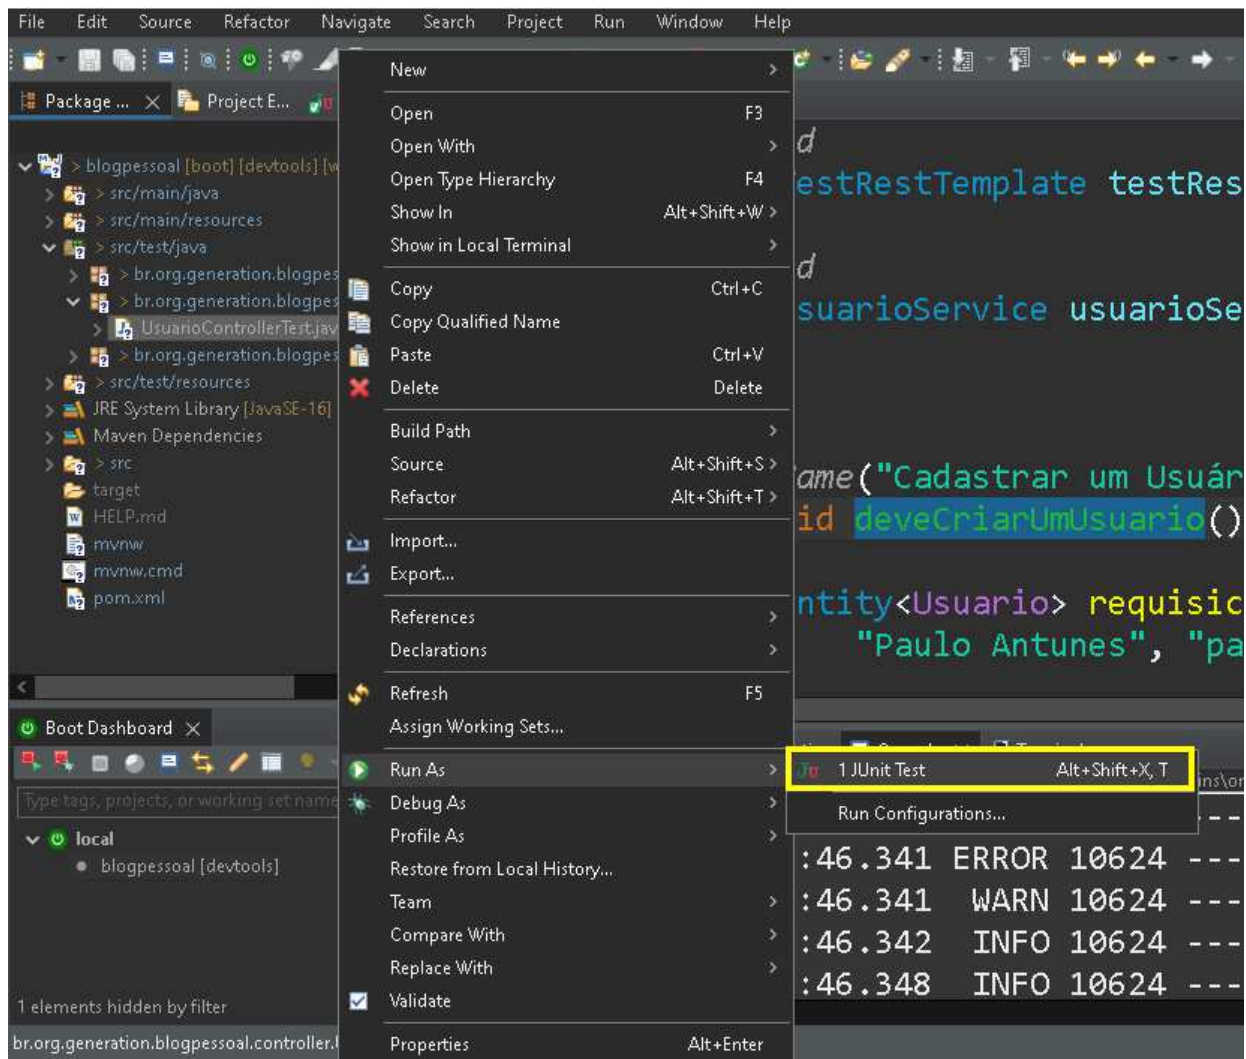 File Edit Source Refactor Navigate Search Project Run Window Help
Package ... Project E...
> blogpessoal [boot] [devtools]
> src/main/java
> src/main/resources
> src/test/java
> br.org.generation.blogpes
> br.org.generation.blogpes
UsuarioControllerTest.jav
> br.org.generation.blogpes
> src/test/resources
JRE System Library [JavaSE-16]
Maven Dependencies
> src
target
HELP.md
mvnw
mvnw.cmd
pom.xml
Boot Dashboard
Type tags, projects, or working set name
local
blogpessoal [devtools]
1 elements hidden by filter
br.org.generation.blogpessoal.controller.
New
Open F3
Open With
Open Type Hierarchy F4
Show In Alt+Shift+W
Show in Local Terminal
Copy Ctrl+C
Copy Qualified Name
Paste Ctrl+V
Delete Delete
Build Path
Source Alt+Shift+S
Refactor Alt+Shift+T
Import...
Export...
References
Declarations
Refresh F5
Assign Working Sets...
Run As
Debug As
Profile As
Restore from Local History...
Team
Compare With
Replace With
Validate
Properties Alt+Enter
1 JUnit Test Alt+Shift+X, T
Run Configurations...
d
estRestTemplate testRes
d
suarioService usuarioSe
ame("Cadastrar um Usuár
id deveCriarUmUsuario()
ntity<Usuario> requisic
"Paulo Antunes", "pa
:46.341 ERROR 10624 ---
:46.341 WARN 10624 ---
:46.342 INFO 10624 ---
:46.348 INFO 10624 ---